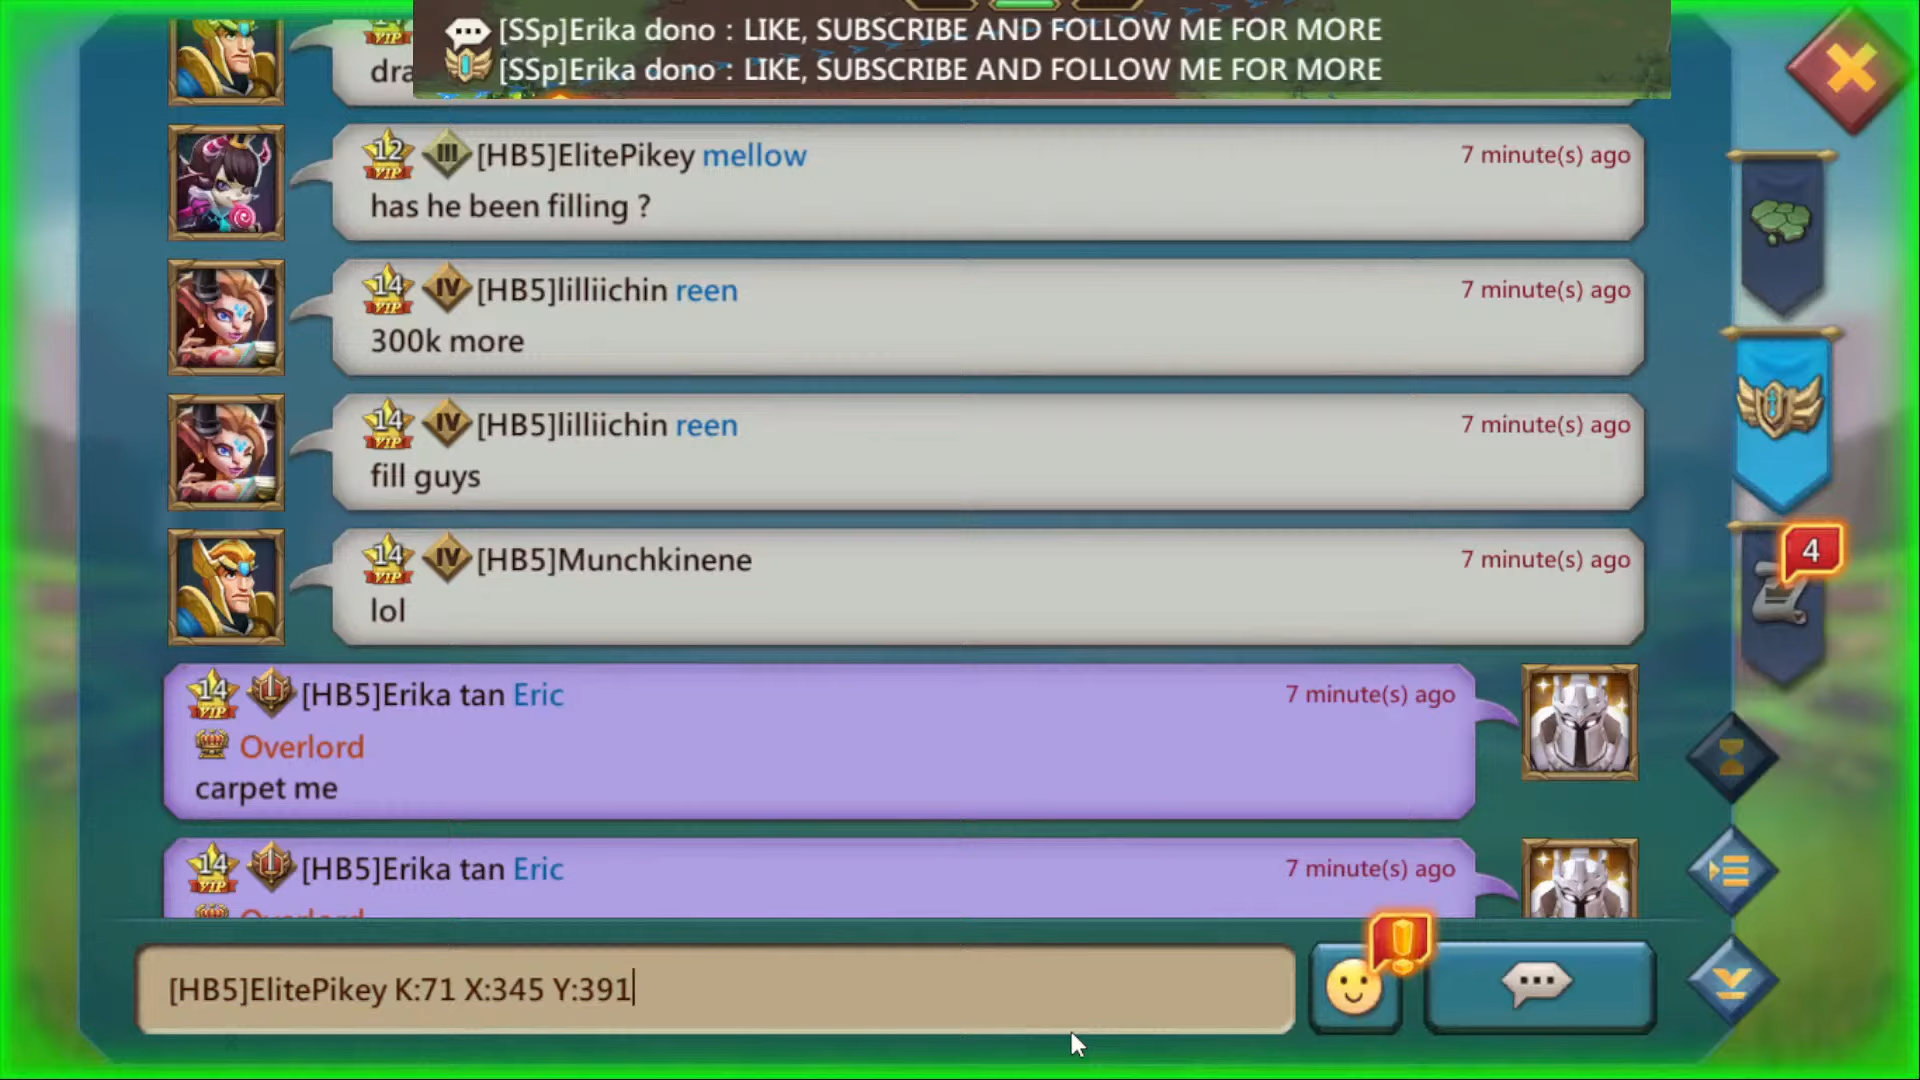 [SSp]Erika dono : LIKE, SUBSCRIBE AND FOLLOW ME FOR MORE
[SSp]Erika dono : LIKE, SUBSCRIBE AND FOLLOW ME FOR MORE
14 VIP
dra
12 VIP III [HB5]ElitePikey mellow 7 minute(s) ago
has he been filling ?
14 VIP IV [HB5]lilliichin reen 7 minute(s) ago
300k more
14 VIP IV [HB5]lilliichin reen 7 minute(s) ago
fill guys
14 VIP IV [HB5]Munchkinene 7 minute(s) ago
lol
4
14 VIP I [HB5]Erika tan Eric 7 minute(s) ago
Overlord
carpet me
14 VIP I [HB5]Erika tan Eric 7 minute(s) ago
Overlord
[HB5]ElitePikey K:71 X:345 Y:391